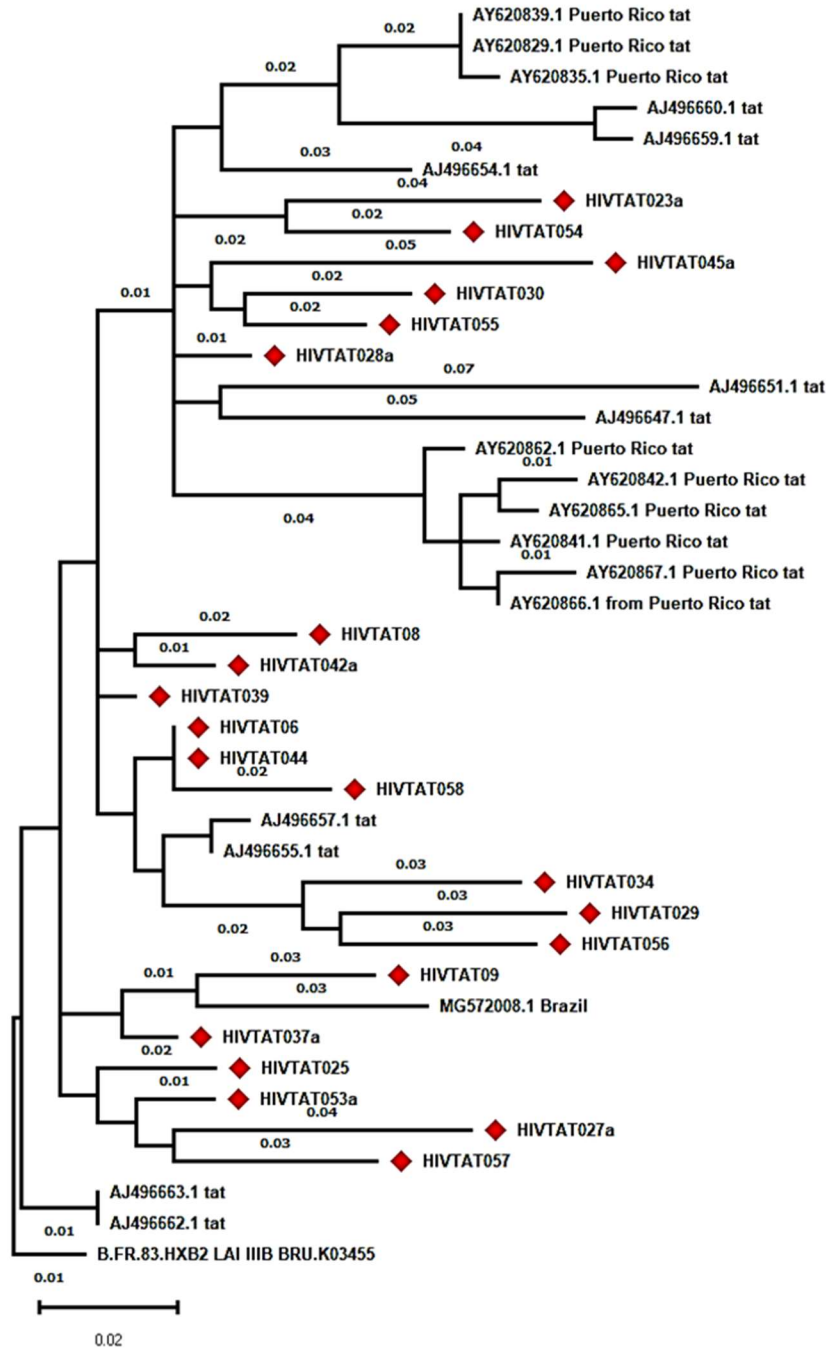 AY620839.1 Puerto Rico tat
0.02
AY620829.1 Puerto Rico tat
0.02
AY620835.1 Puerto Rico tat
AJ496660.1 tat
AJ496659.1 tat
0.04
0.03
AJ496654.1 tat
0.04
HIVTAT023a
0.02
HIVTAT054
0.02
0.05
HIVTAT045a
0.02
0.01
HIVTAT030
0.02
HIVTAT055
0.01
HIVTAT028a
0.07
AJ496651.1 tat
0.05
AJ496647.1 tat
AY620862.1 Puerto Rico tat
0.01
AY620842.1 Puerto Rico tat
AY620865.1 Puerto Rico tat
0.04
AY620841.1 Puerto Rico tat
0.01
AY620867.1 Puerto Rico tat
AY620866.1 from Puerto Rico tat
0.02
HIVTAT08
0.01
HIVTAT042a
HIVTAT039
HIVTAT06
HIVTAT044
0.02
HIVTAT058
AJ496657.1 tat
AJ496655.1 tat
0.03
HIVTAT034
0.03
HIVTAT029
0.02
0.03
HIVTAT056
0.03
0.01
HIVTAT09
0.03
MG572008.1 Brazil
HIVTAT037a
0.02
HIVTAT025
0.01
HIVTAT053a
0.04
HIVTAT027a
0.03
HIVTAT057
AJ496663.1 tat
AJ496662.1 tat
0.01
B.FR.83.HXB2 LAI IIIB BRU.K03455
0.01
0.02